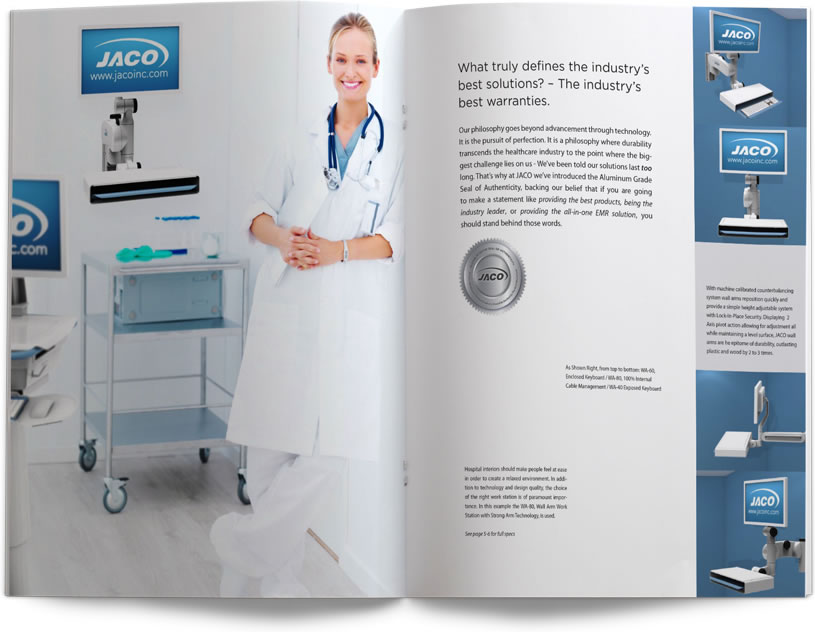 JACO
www.jacoinc.com
O
o.com
What truly defines the industry's
best solutions? – The industry's
best warranties.
Our philosophy goes beyond advancement through technology.
It is the pursuit of perfection. It is a philosophy where durability
transcends the healthcare industry to the point where the big-
gest challenge lies on us - We've been told our solutions last too
long. That's why at JACO we've introduced the Aluminum Grade
Seal of Authenticity, backing our belief that if you are going
to make a statement like providing the best products, being the
industry leader, or providing the all-in-one EMR solution, you
should stand behind those words.
JACO
As Shown Right, from top to bottom: WA-60,
Enclosed Keyboard / WA-80, 100% Internal
Cable Management / WA-40 Exposed Keyboard
Hospital interiors should make people feel at ease
in order to create a relaxed environment. In addi-
tion to technology and design quality, the choice
of the right work station is of paramount impor-
tance. In this example the WA-80, Wall Arm Work
Station with Strong Arm Technology, is used.
See page 5-6 for full specs
JACO
www.jacoinc.com
JACO
www.jacoinc.com
With machine calibrated counterbalancing
system wall arms reposition quickly and
provide a simple height adjustable system
with Lock-In-Place Security. Displaying 2
Axis pivot action allowing for adjustment all
while maintaining a level surface, JACO wall
arms are he epitome of durability, outlasting
plastic and wood by 2 to 3 times.
JACO
www.jacoinc.com